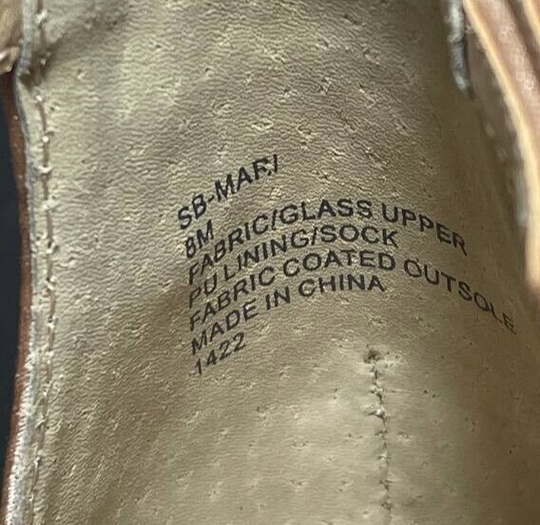 SB-MARI
8M
FABRIC/GLASS UPPER
PU LINING/SOCK
FABRIC COATED OUTSOLE
MADE IN CHINA
1422